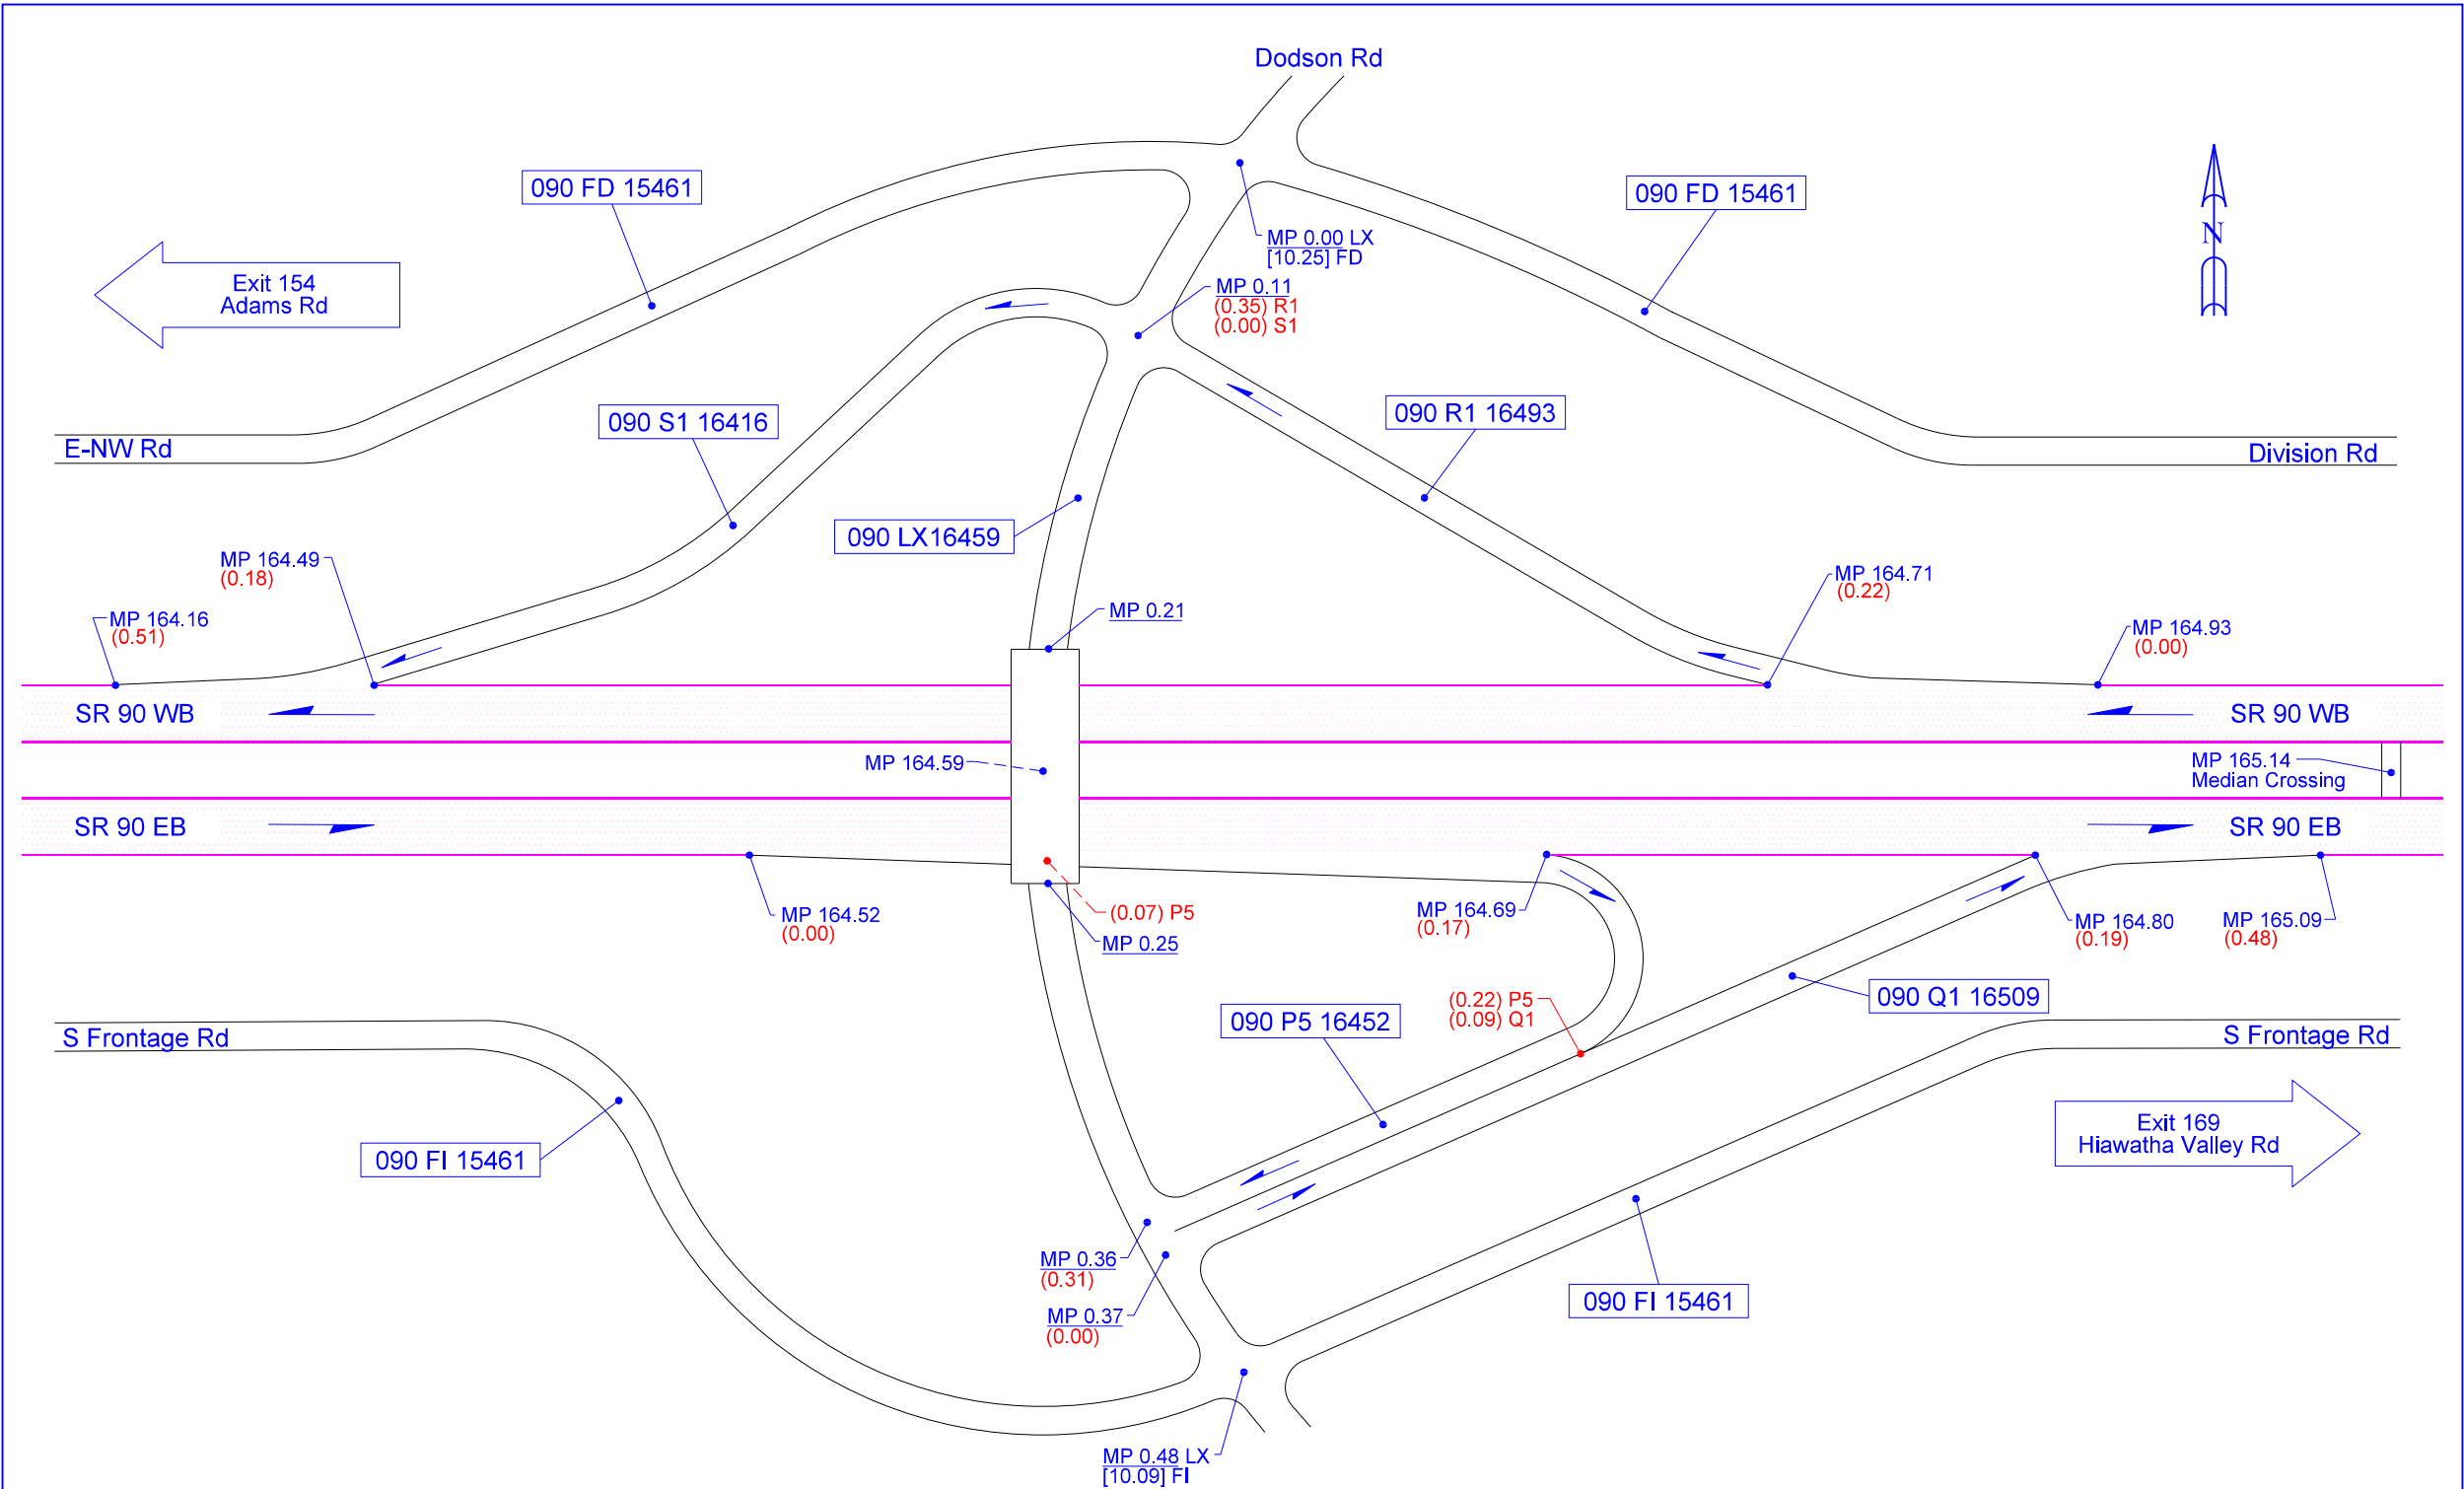 Dodson Rd
090 FD 15461
090 FD 15461
N
MP 0.00 LX
[10.25] FD
Exit 154
Adams Rd
MP 0.11
(0.35) R1
(0.00) S1
090 S1 16416
090 R1 16493
E-NW Rd
Division Rd
090 LX16459
MP 164.49
(0.18)
MP 164.71
(0.22)
MP 164.16
(0.51)
MP 0.21
MP 164.93
(0.00)
SR 90 WB
SR 90 WB
MP 164.59
MP 165.14
Median Crossing
SR 90 EB
SR 90 EB
MP 164.52
(0.00)
(0.07) P5
MP 0.25
MP 164.69
(0.17)
MP 164.80
(0.19)
MP 165.09
(0.48)
090 Q1 16509
(0.22) P5
(0.09) Q1
090 P5 16452
S Frontage Rd
S Frontage Rd
Exit 169
Hiawatha Valley Rd
090 FI 15461
MP 0.36
(0.31)
MP 0.37
(0.00)
090 FI 15461
MP 0.48 LX
[10.09] FI